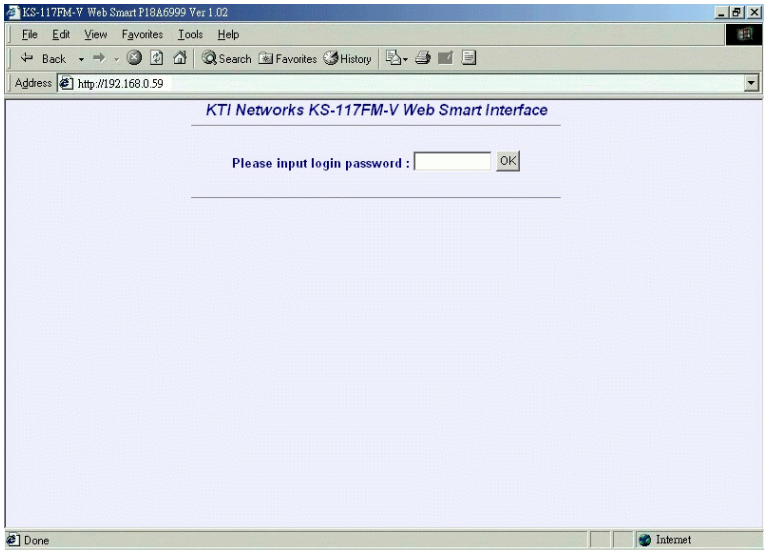 KS-117FM-V Web Smart P18A6999 Ver 1.02
File Edit View Favorites Tools Help
Back Search Favorites History
Address http://192.168.0.59
KTI Networks KS-117FM-V Web Smart Interface
Please input login password : OK
Done Internet